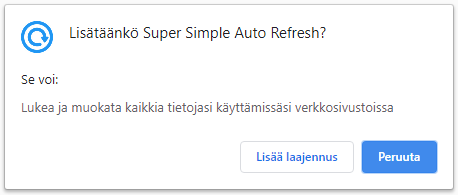 Lisätäänkö Super Simple Auto Refresh?
Se voi:
Lukea ja muokata kaikkia tietojasi käyttämissäsi verkkosivustoissa
Lisää laajennus
Peruuta